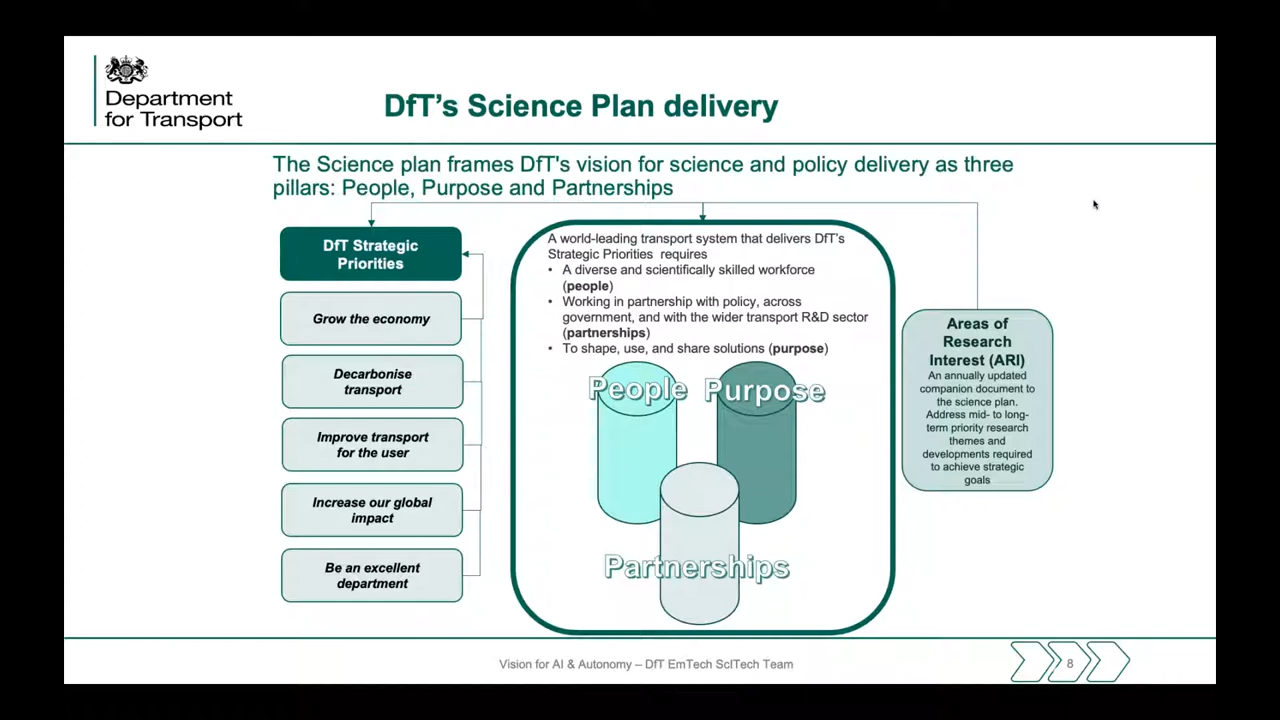 Department
for Transport
DfT's Science Plan delivery
The Science plan frames DfT's vision for science and policy delivery as three
pillars: People, Purpose and Partnerships
DfT Strategic
Priorities
Grow the economy
Decarbonise
transport
Improve transport
for the user
Increase our global
impact
Be an excellent
department
A world-leading transport system that delivers DfT's
Strategic Priorities requires
• A diverse and scientifically skilled workforce
(people)
• Working in partnership with policy, across
government, and with the wider transport R&D sector
(partnerships)
• To shape, use, and share solutions (purpose)
People
Purpose
Partnerships
Areas of
Research
Interest (ARI)
An annually updated
companion document to
the science plan.
Address mid- to long-
term priority research
themes and
developments required
to achieve strategic
goals
Vision for AI & Autonomy – DfT EmTech SciTech Team
8